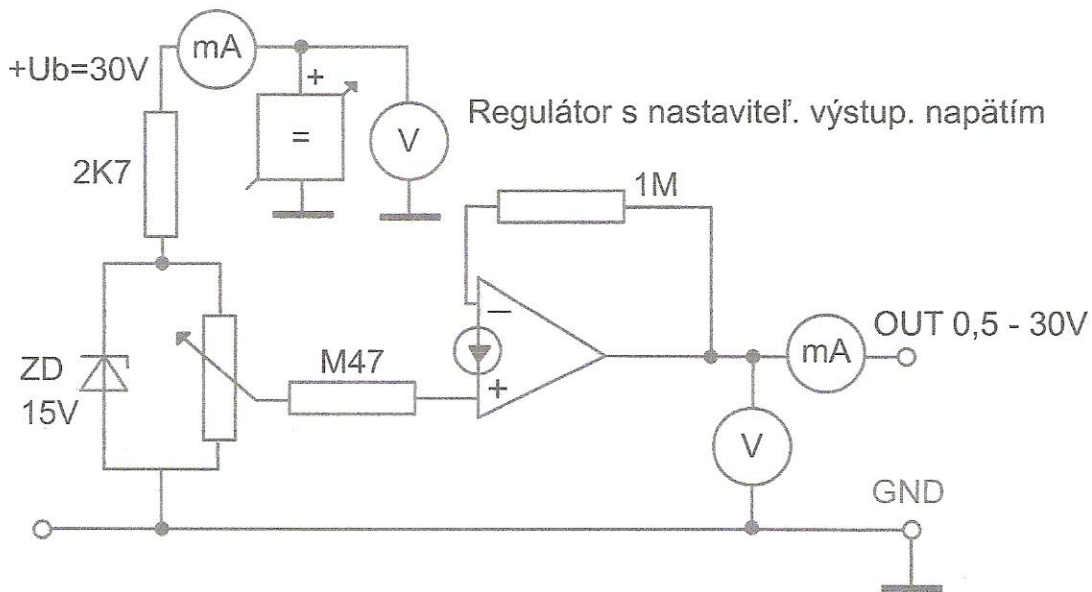 mA
+Ub=30V
+
=
V
Regulátor s nastaviteľ. výstup. napätím
2K7
1M
−
+
M47
ZD
15V
OUT 0,5 - 30V
mA
V
GND